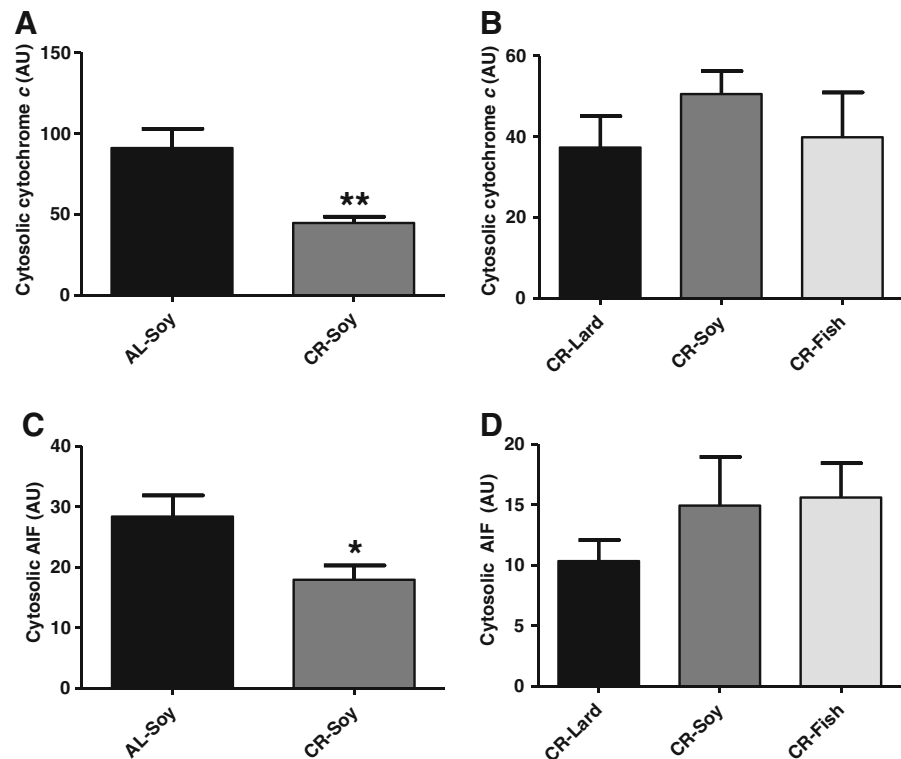 A
Cytosolic cytochrome c (AU)
150
100
50
0
**
AL-Soy
CR-Soy
B
Cytosolic cytochrome c (AU)
60
40
20
0
CR-Lard
CR-Soy
CR-Fish
C
Cytosolic AIF (AU)
40
30
20
10
0
*
AL-Soy
CR-Soy
D
Cytosolic AIF (AU)
20
15
10
5
0
CR-Lard
CR-Soy
CR-Fish